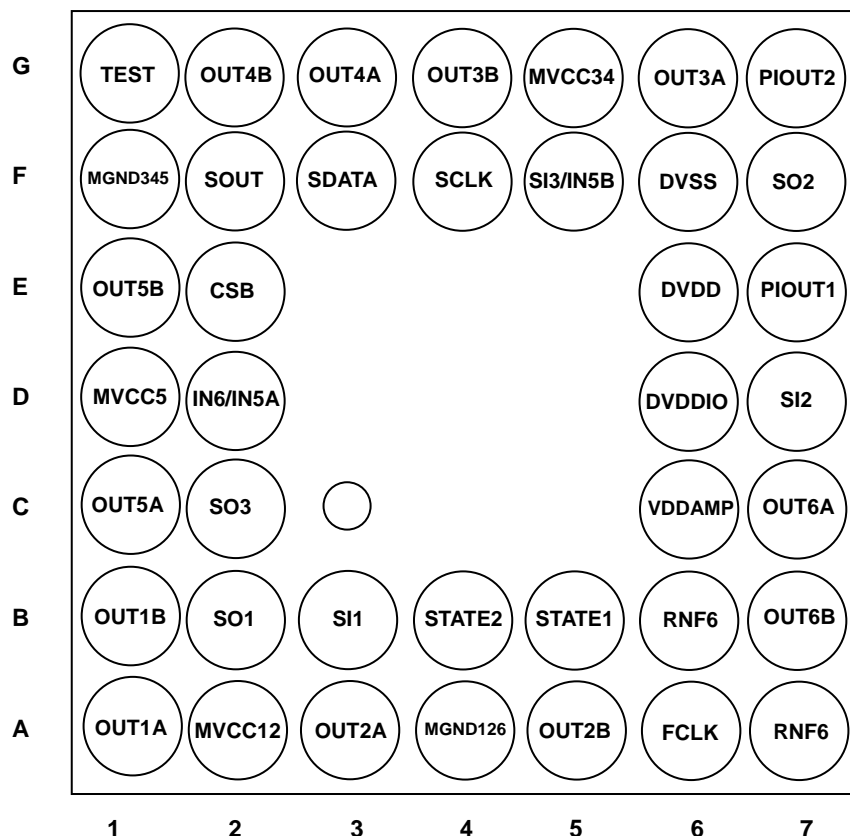 G TEST OUT4B OUT4A OUT3B MVCC34 OUT3A PIOUT2
F MGND345 SOUT SDATA SCLK SI3/IN5B DVSS SO2
E OUT5B CSB DVDD PIOUT1
D MVCC5 IN6/IN5A DVDDIO SI2
C OUT5A SO3 VDDAMP OUT6A
B OUT1B SO1 SI1 STATE2 STATE1 RNF6 OUT6B
A OUT1A MVCC12 OUT2A MGND126 OUT2B FCLK RNF6
1 2 3 4 5 6 7